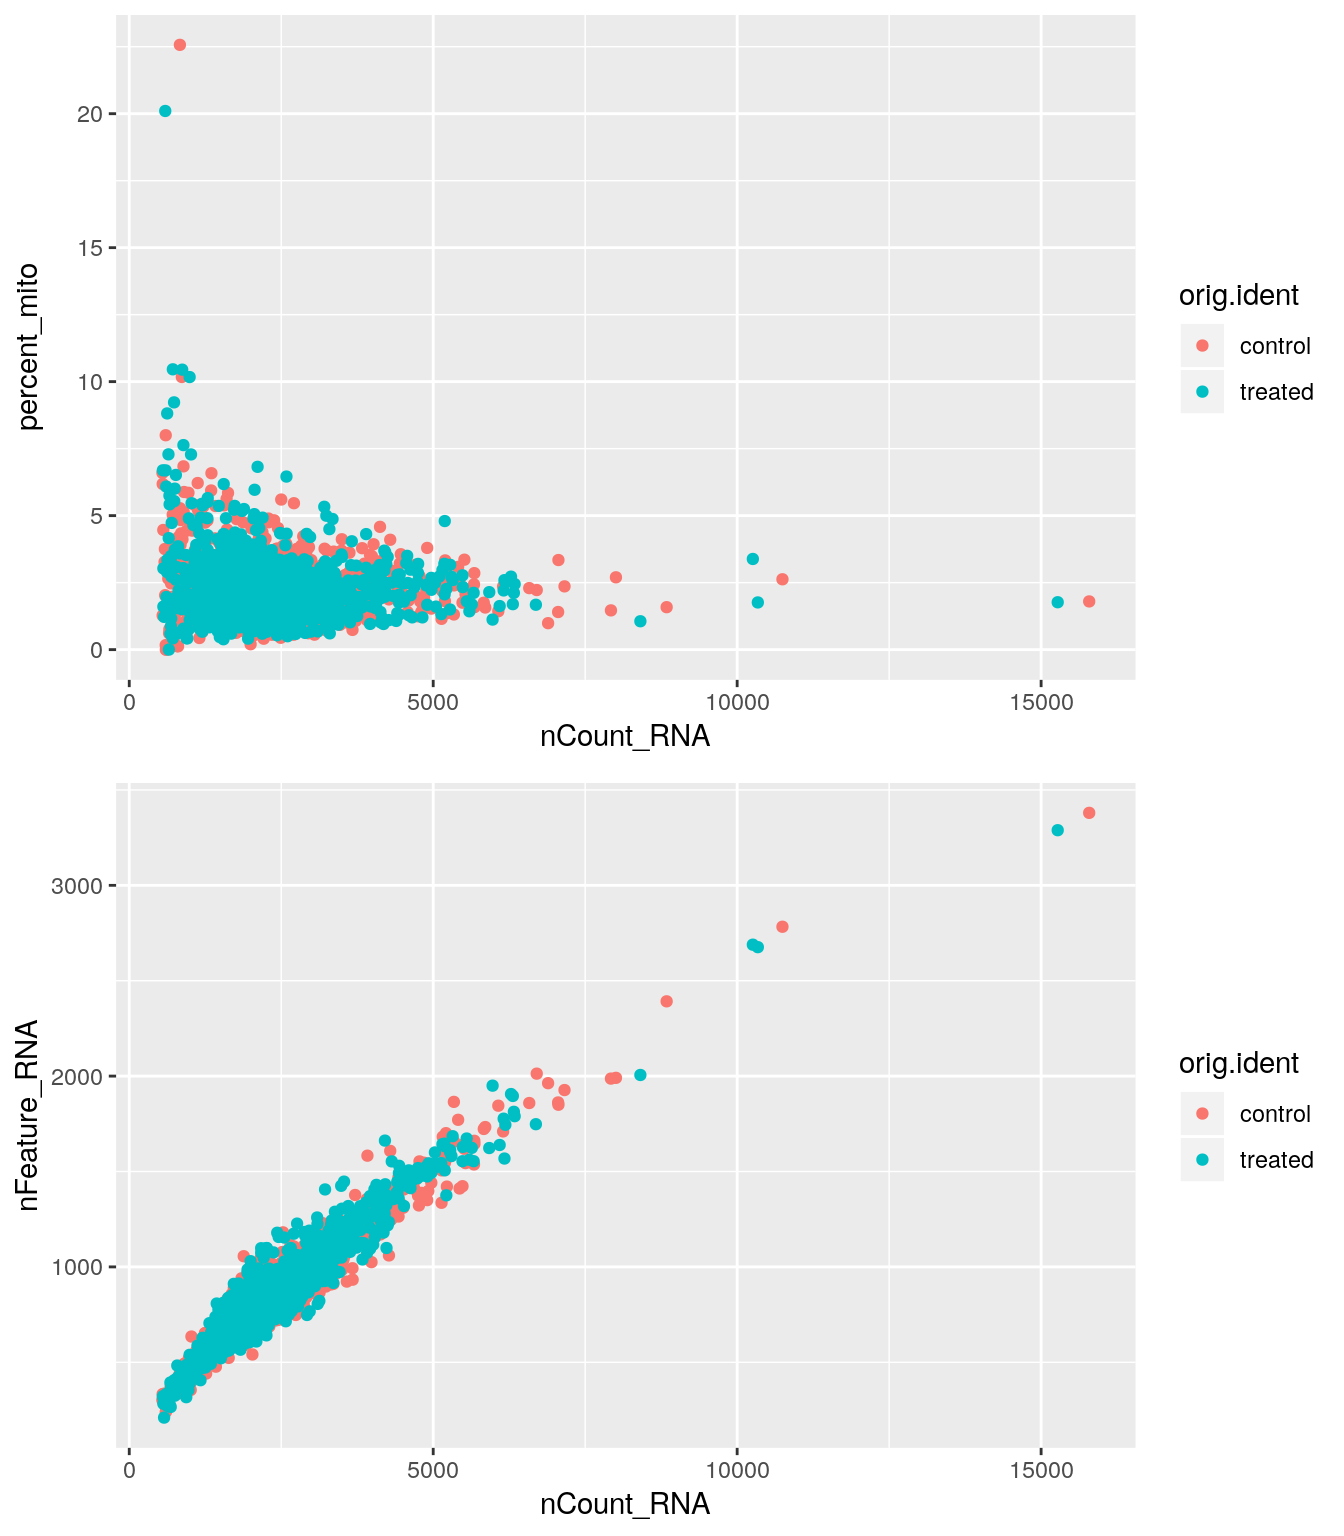 percent_mito
20
15
10
5
0
0 5000 10000 15000
nCount_RNA
orig.ident
control
treated
nFeature_RNA
3000
2000
1000
0 5000 10000 15000
nCount_RNA
orig.ident
control
treated